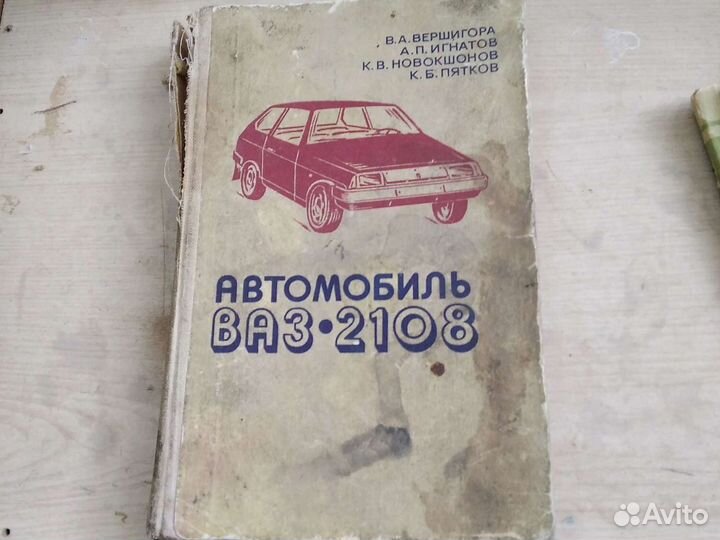 В.А.ВЕРШИГОРА
А.П.ИГНАТОВ
К.В.НОВОКШОНОВ
К.Б.ПЯТКОВ
АВТОМОБИЛЬ
ВАЗ•2108
Avito